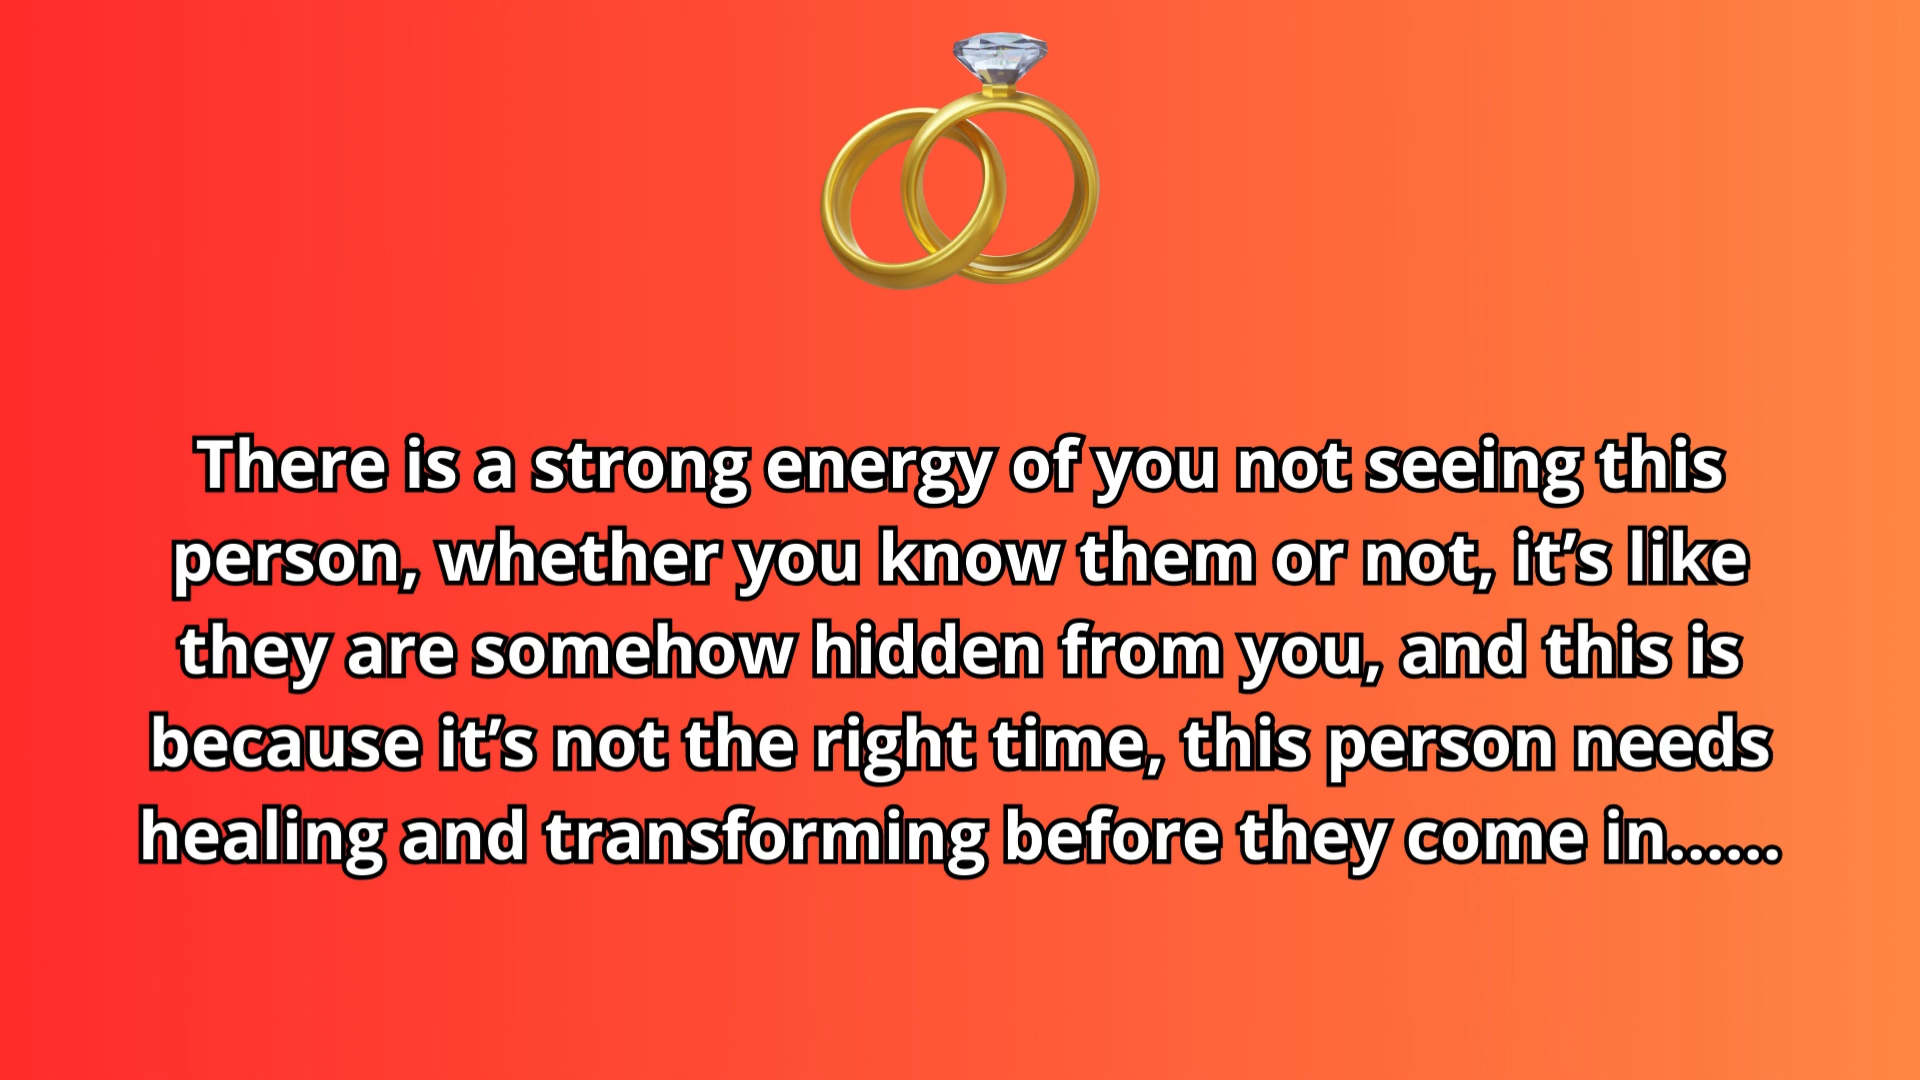 There is a strong energy of you not seeing this
person, whether you know them or not, it’s like
they are somehow hidden from you, and this is
because it’s not the right time, this person needs
healing and transforming before they come in......